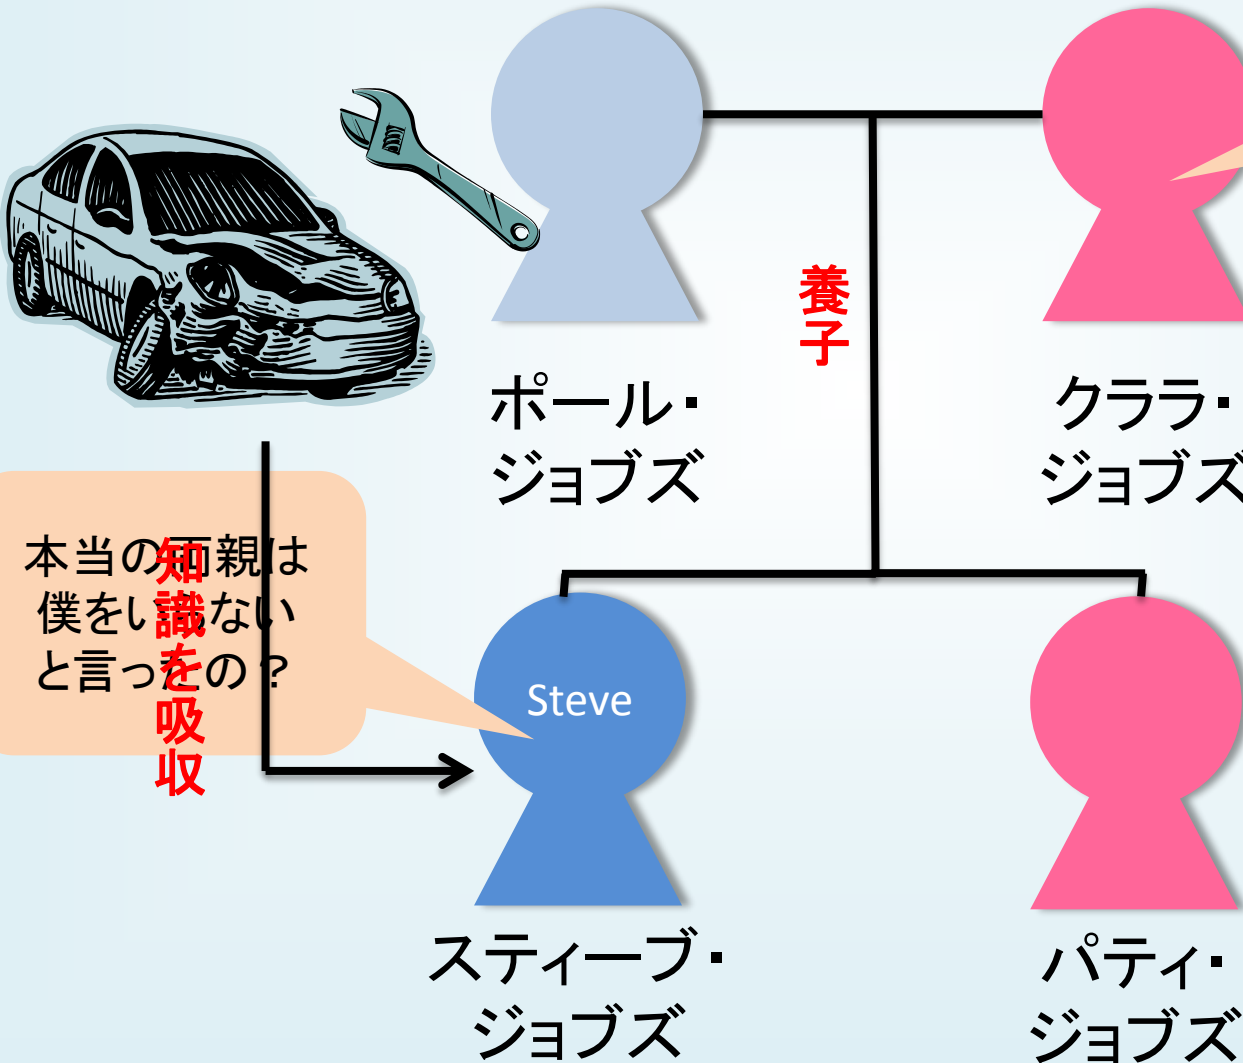 養子
ポール・
ジョブズ
クララ・
ジョブズ
本当の両親は
僕をいらない
と言ったの？
知識を吸収
Steve
スティーブ・
ジョブズ
パティ・
ジョブズ